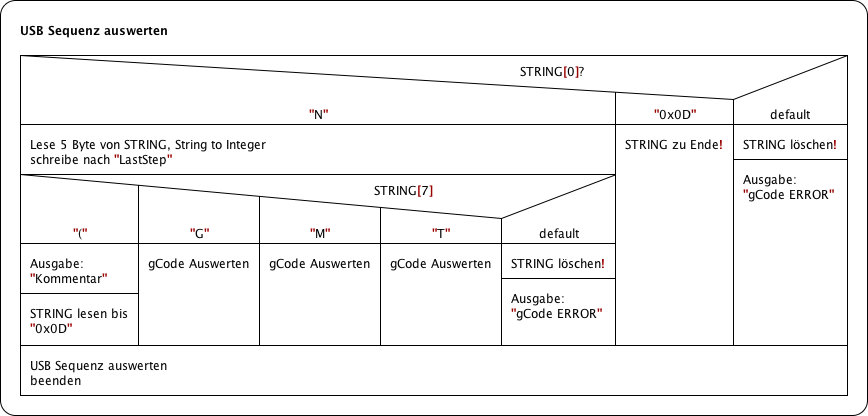 USB Sequenz auswerten
STRING[0]?
"N"
"0x0D"
default
Lese 5 Byte von STRING, String to Integer
schreibe nach "LastStep"
STRING zu Ende!
STRING löschen!
Ausgabe:
"gCode ERROR"
STRING[7]
"("
"G"
"M"
"T"
default
Ausgabe:
"Kommentar"
STRING lesen bis
"0x0D"
gCode Auswerten
gCode Auswerten
gCode Auswerten
STRING löschen!
Ausgabe:
"gCode ERROR"
USB Sequenz auswerten
beenden